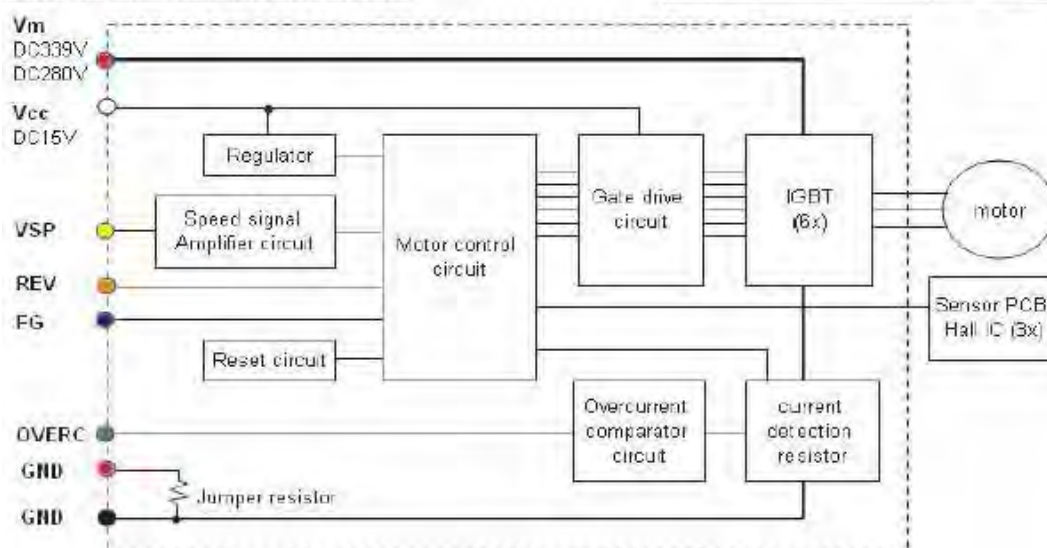 Vm
DC339V
DC280V
Vcc
DC15V
Regulator
Speed signal
Amplifier circuit
Motor control
circuit
Gate drive
circuit
IGBT
(6x)
motor
VSP
REV
FG
Reset circuit
Sensor PCB
Hall IC (3x)
Overcurrent
comparator
circuit
current
detection
resistor
OVERC
GND
Jumper resistor
GND